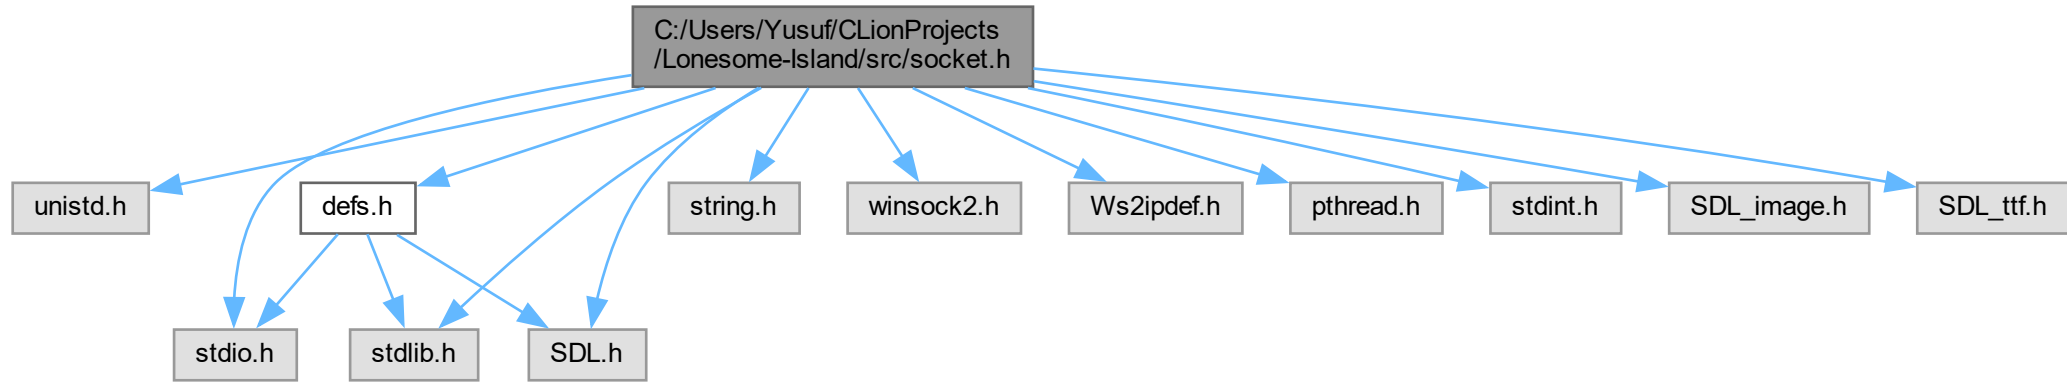 C:/Users/Yusuf/CLionProjects
/Lonesome-Island/src/socket.h
unistd.h
defs.h
string.h
winsock2.h
Ws2ipdef.h
pthread.h
stdint.h
SDL_image.h
SDL_ttf.h
stdio.h
stdlib.h
SDL.h